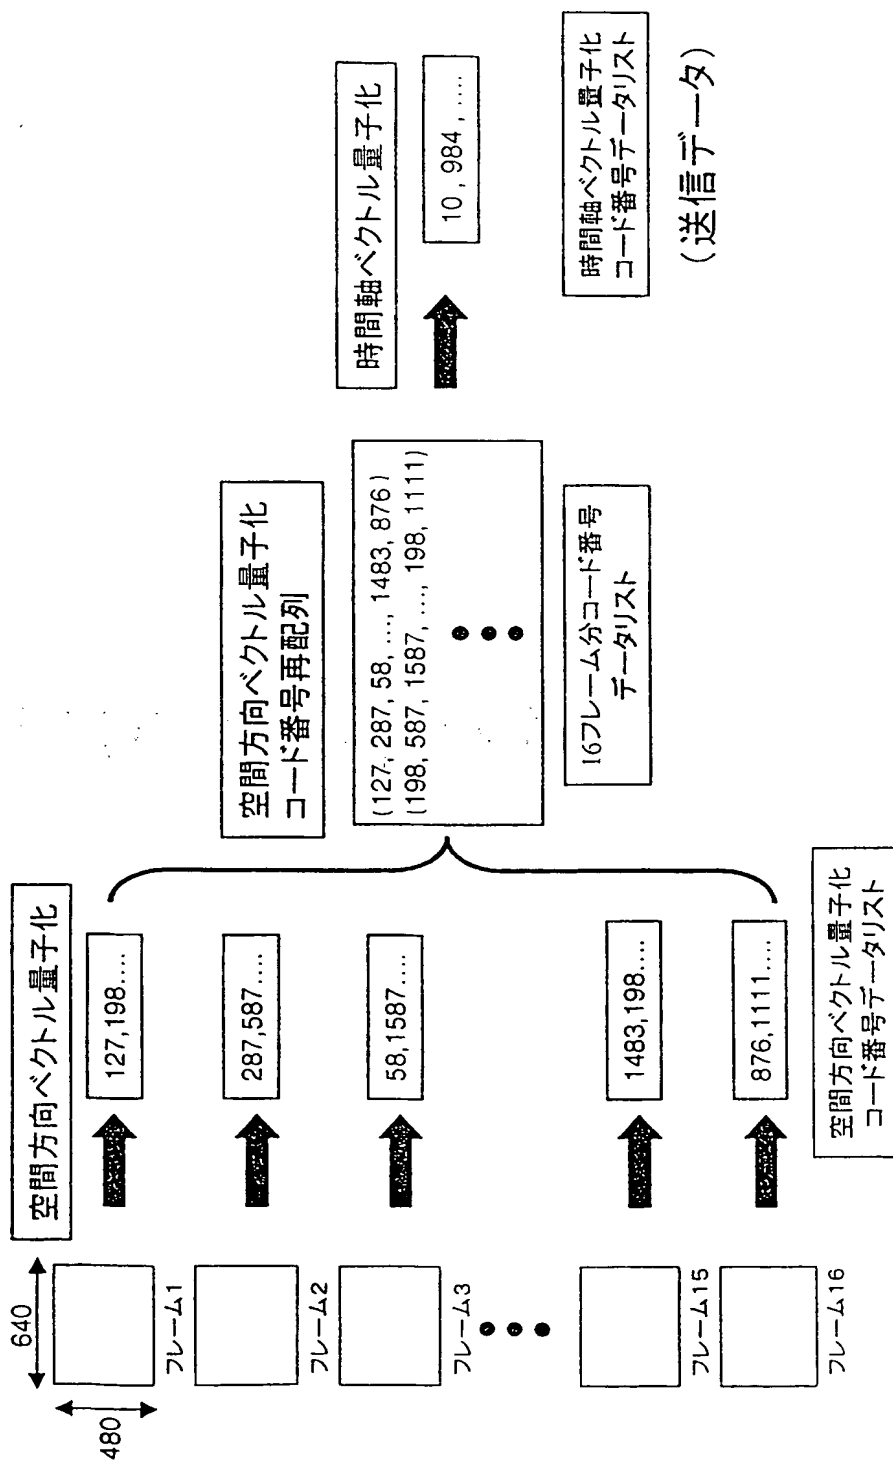 空間方向ベクトル量子化
640
480
フレーム1
127,198....
フレーム2
287,587....
フレーム3
58,1587....
フレーム15
1483,198....
フレーム16
876,1111....
空間方向ベクトル量子化
コード番号データリスト
空間方向ベクトル量子化
コード番号再配列
(127, 287, 58, ..., 1483, 876)
(198, 587, 1587, ..., 198, 1111)
16フレーム分コード番号
データリスト
時間軸ベクトル量子化
10, 984, ....
時間軸ベクトル量子化
コード番号データリスト
(送信データ)